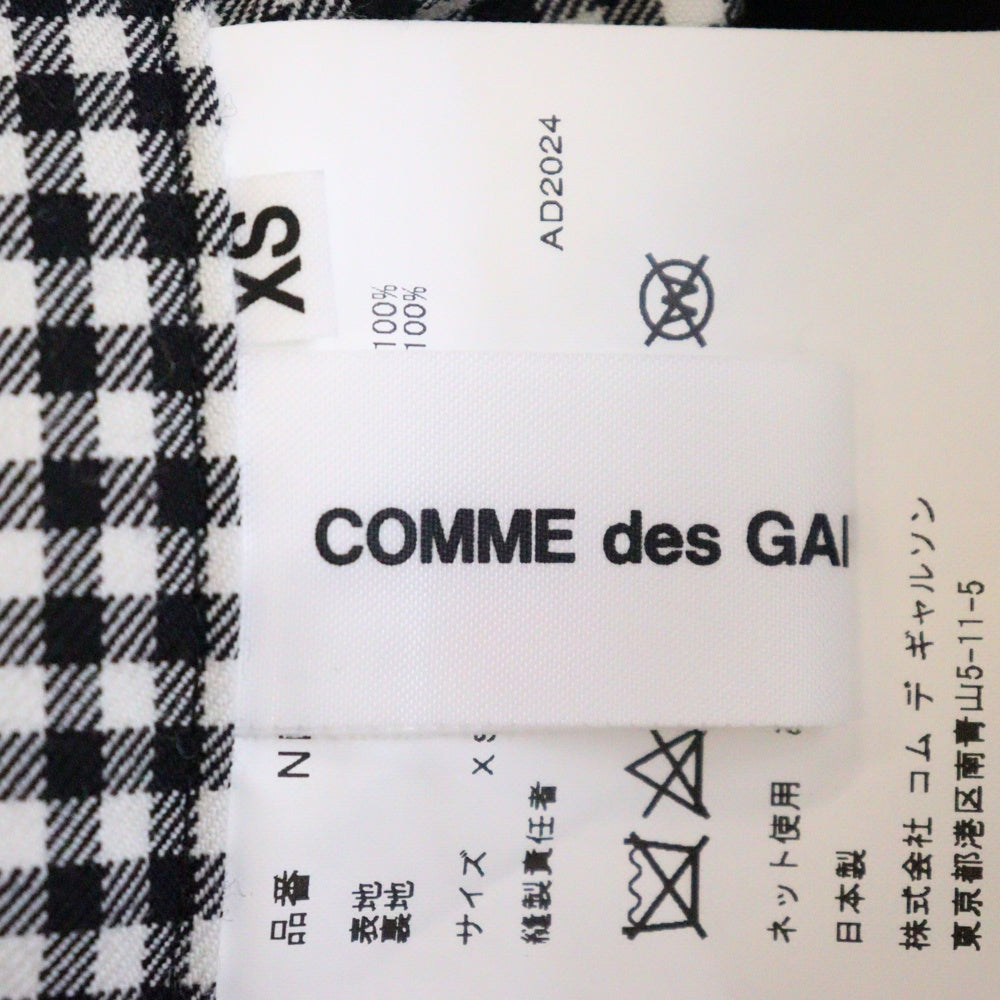 XS
COMME des GA
AD2024
品番 N
表地 100%
裏地 100%
サイズ XS
縫製責任者
ネット使用
日本製
株式会社 コム デ ギャルソン
東京都港区南青山5-11-5